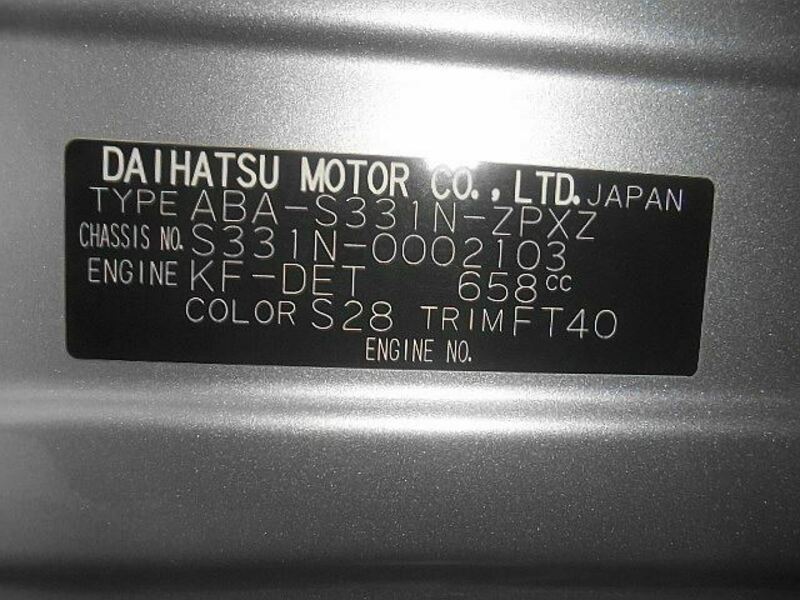 DAIHATSU MOTOR CO., LTD. JAPAN
TYPE ABA-S331N-ZPXZ
CHASSIS NO. S331N-0002103
ENGINE KF-DET 658cc
COLOR S28 TRIM FT40
ENGINE NO.